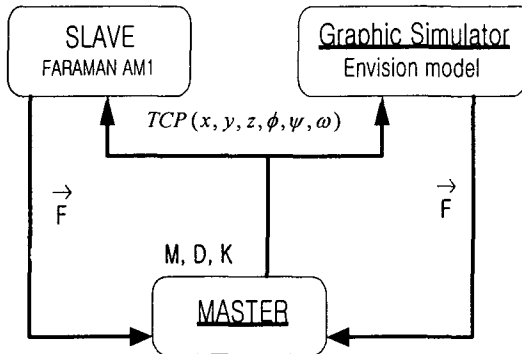 SLAVE
FARAMAN AM1
Graphic Simulator
Envision model
TCP(x, y, z, ϕ, ψ, ω)
F
F
M, D, K
MASTER